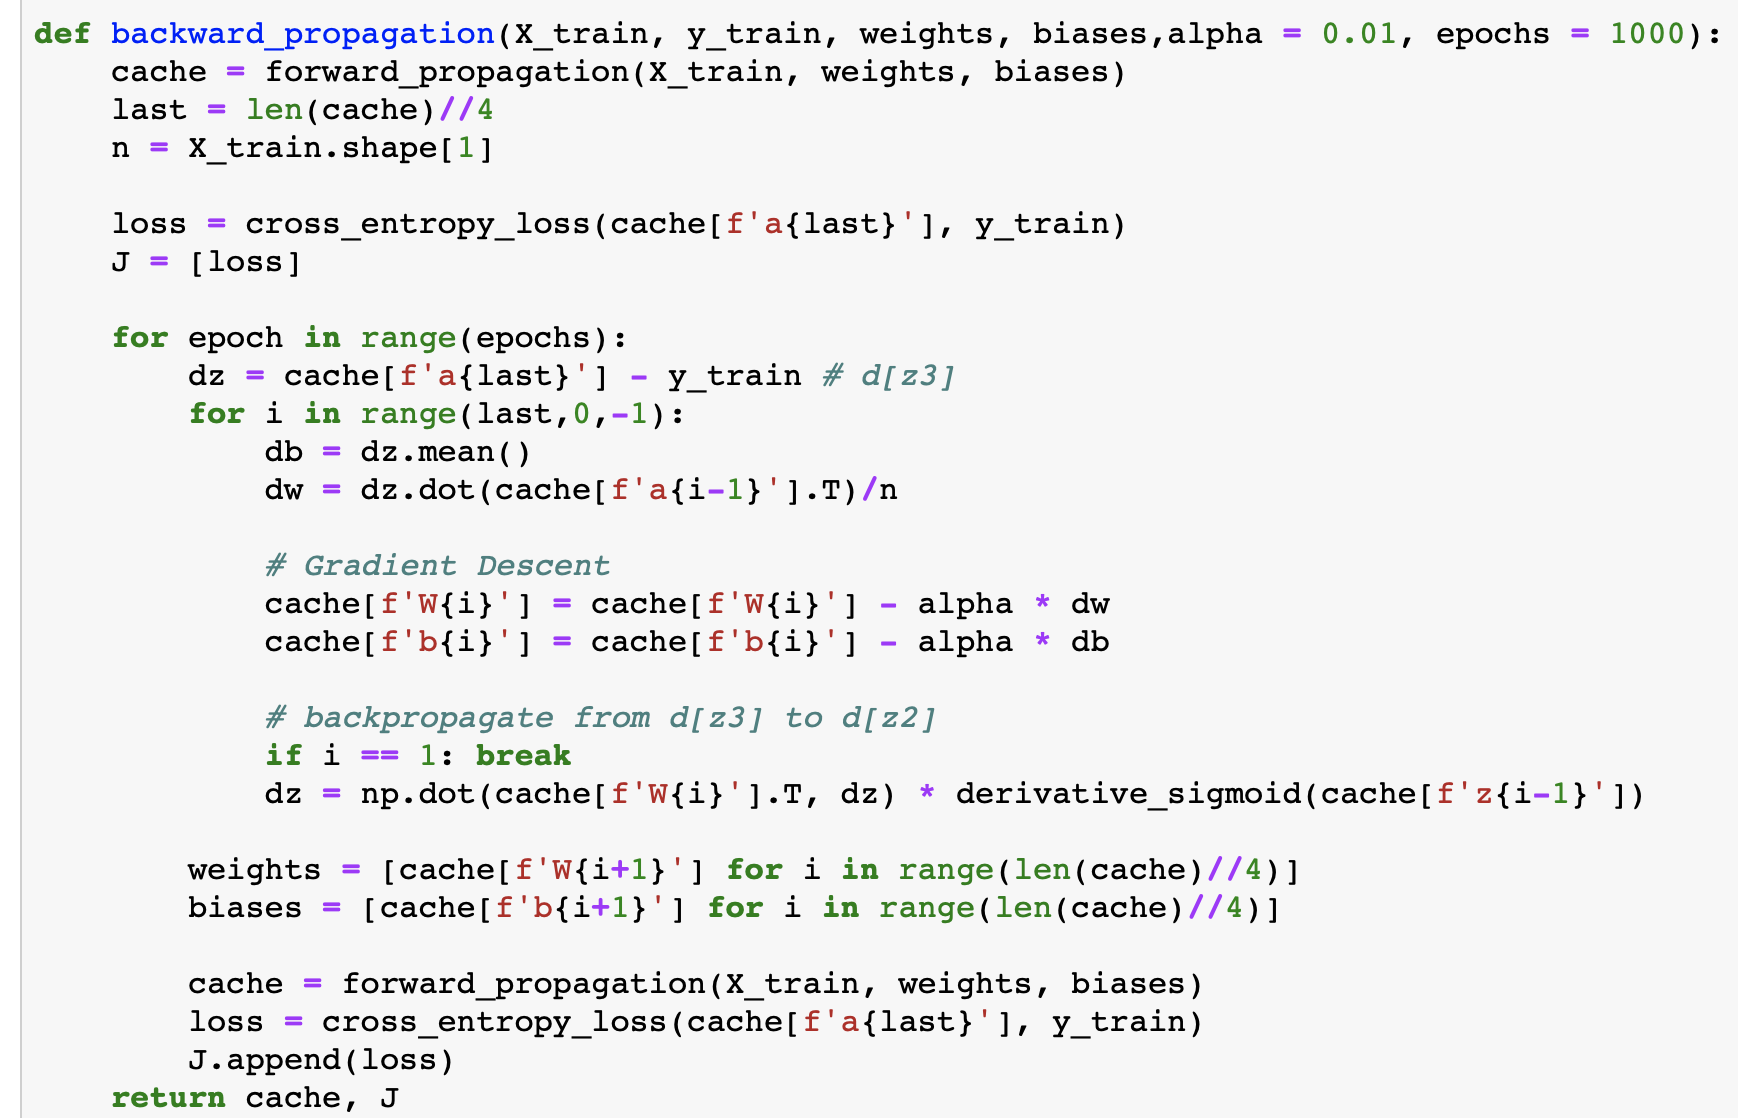 def backward_propagation(X_train, y_train, weights, biases,alpha = 0.01, epochs = 1000):
    cache = forward_propagation(X_train, weights, biases)
    last = len(cache)//4
    n = X_train.shape[1]

    loss = cross_entropy_loss(cache[f'a{last}'], y_train)
    J = [loss]

    for epoch in range(epochs):
        dz = cache[f'a{last}'] - y_train # d[z3]
        for i in range(last,0,-1):
            db = dz.mean()
            dw = dz.dot(cache[f'a{i-1}'].T)/n

            # Gradient Descent
            cache[f'W{i}'] = cache[f'W{i}'] - alpha * dw
            cache[f'b{i}'] = cache[f'b{i}'] - alpha * db

            # backpropagate from d[z3] to d[z2]
            if i == 1: break
            dz = np.dot(cache[f'W{i}'].T, dz) * derivative_sigmoid(cache[f'z{i-1}'])

        weights = [cache[f'W{i+1}'] for i in range(len(cache)//4)]
        biases = [cache[f'b{i+1}'] for i in range(len(cache)//4)]

        cache = forward_propagation(X_train, weights, biases)
        loss = cross_entropy_loss(cache[f'a{last}'], y_train)
        J.append(loss)
    return cache, J